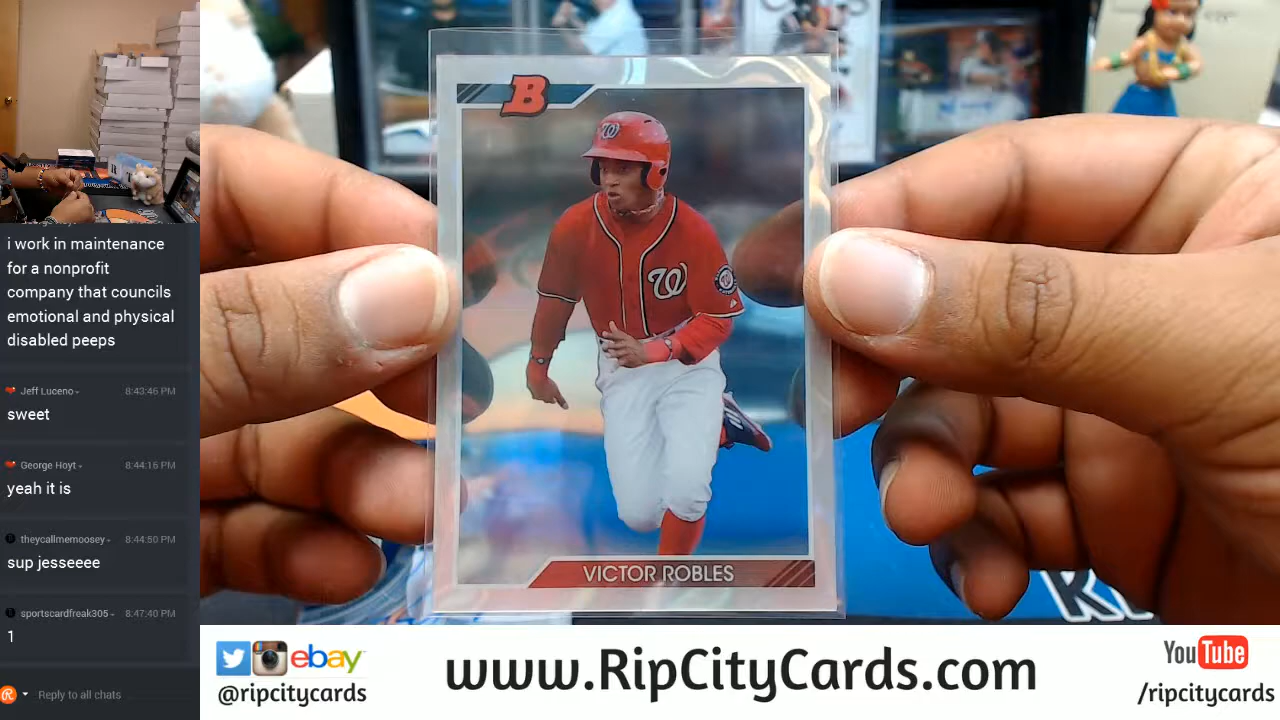 i work in maintenance
for a nonprofit
company that councils
emotional and physical
disabled peeps
Jeff Luceno
8:43:46 PM
sweet
George Hoyt
8:44:16 PM
yeah it is
theycallmemoosey
8:44:50 PM
sup jesseeee
sportscardfreak305
8:47:40 PM
1
Reply to all chats
B
W
W
VICTOR ROBLES
ebay
@ripcitycards
www.RipCityCards.com
YouTube
/ripcitycards